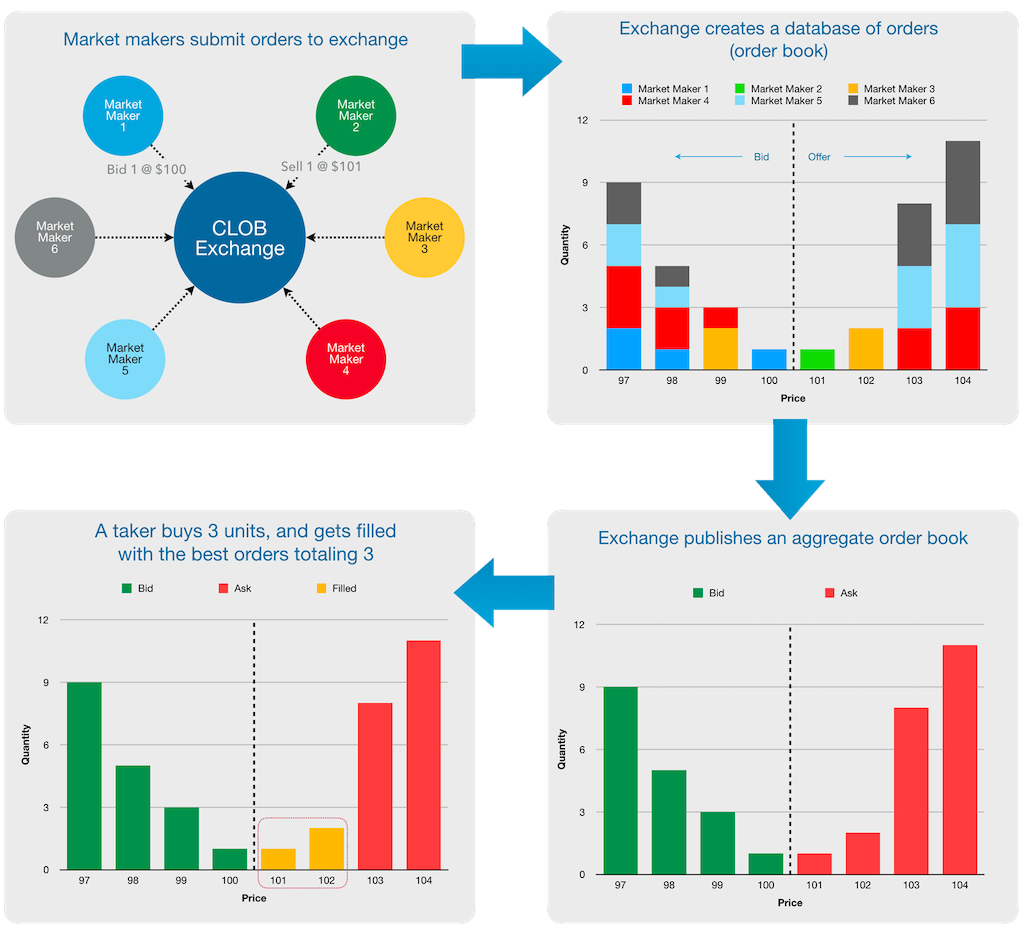 Market makers submit orders to exchange
Market
Maker
1
Market
Maker
2
Bid 1 @ $100
Sell 1 @ $101
CLOB
Exchange
Market
Maker
6
Market
Maker
3
Market
Maker
5
Market
Maker
4
Exchange creates a database of orders
(order book)
Market Maker 1 Market Maker 2 Market Maker 3
Market Maker 4 Market Maker 5 Market Maker 6
12
Bid Offer
9
6
3
0
Quantity
97 98 99 100 101 102 103 104
Price
A taker buys 3 units, and gets filled
with the best orders totaling 3
Bid Ask Filled
12
9
6
3
0
Quantity
97 98 99 100 101 102 103 104
Price
Exchange publishes an aggregate order book
Bid Ask
12
9
6
3
0
Quantity
97 98 99 100 101 102 103 104
Price